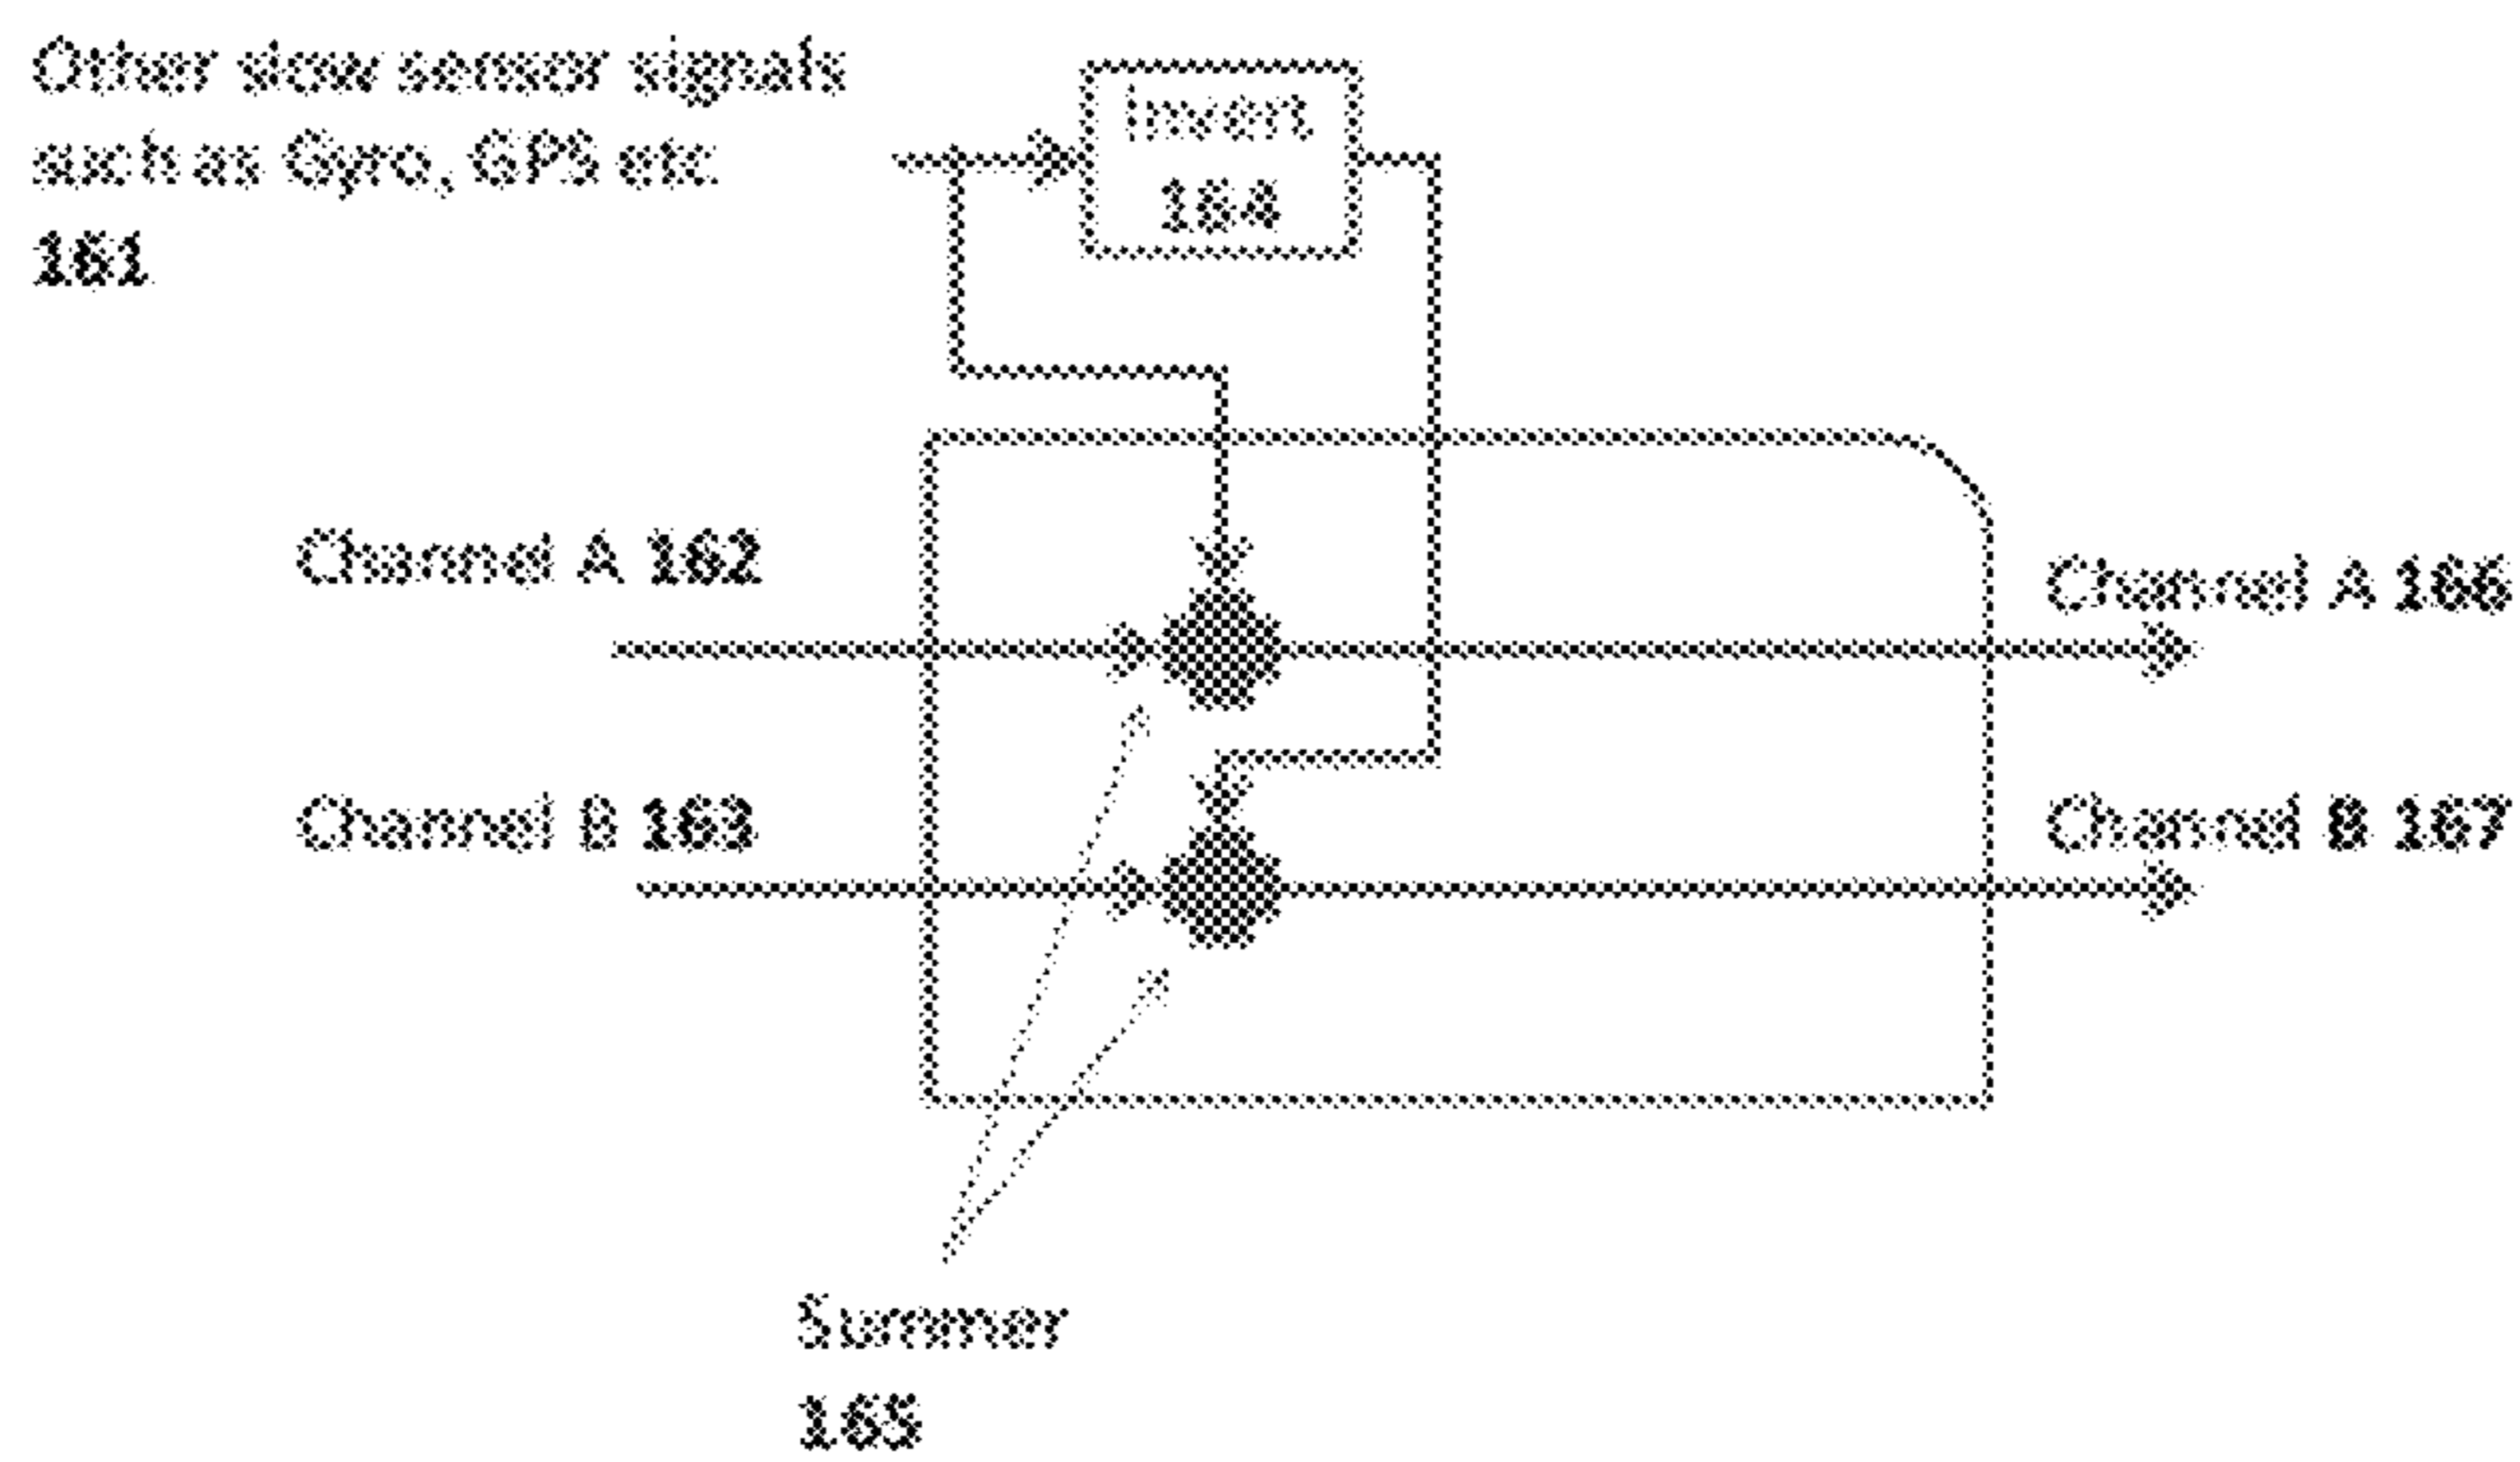 Other slow sensor signals
such as Gyro, GPS etc
161
Invert
164
Channel A 162
Channel A 166
Channel B 163
Channel B 167
Summer
165